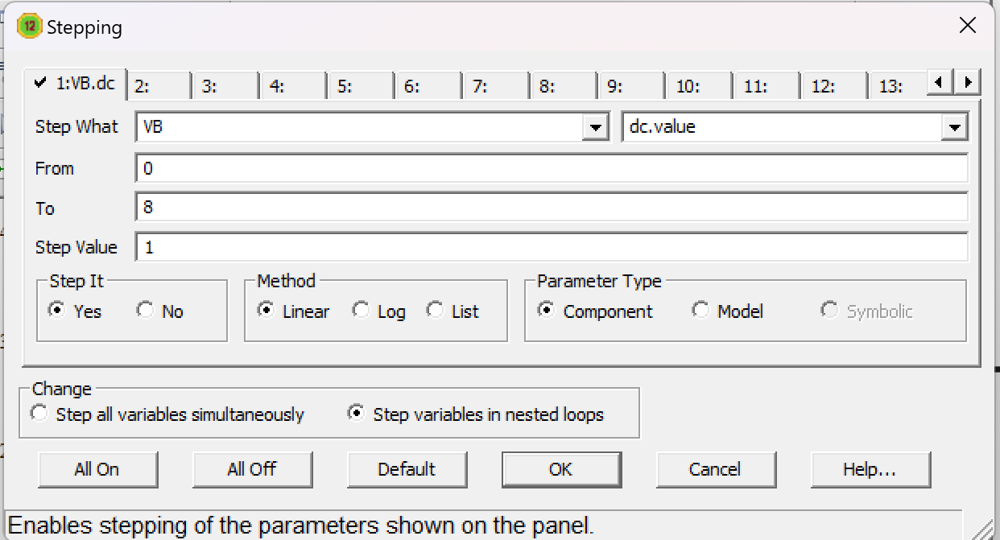 12 Stepping
1:VB.dc 2: 3: 4: 5: 6: 7: 8: 9: 10: 11: 12: 13:
Step What VB dc.value
From 0
To 8
Step Value 1
Step It Method Parameter Type
Yes No Linear Log List Component Model Symbolic
Change
Step all variables simultaneously Step variables in nested loops
All On All Off Default OK Cancel Help...
Enables stepping of the parameters shown on the panel.